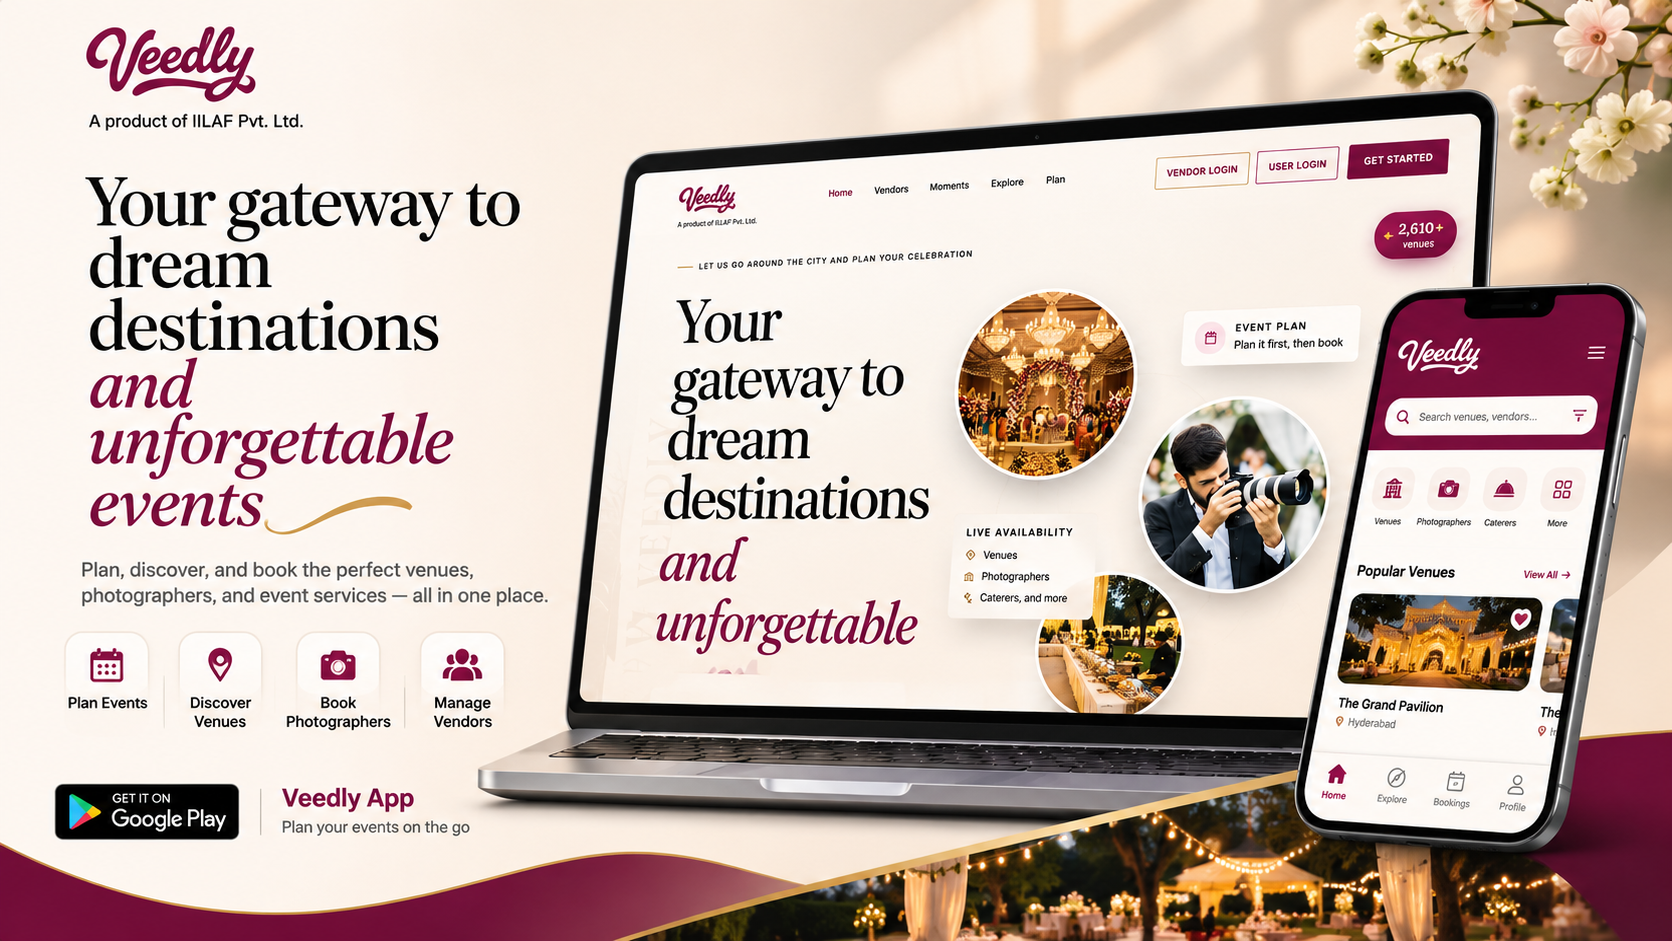 Veedly
A product of IILAF Pvt. Ltd.
Your gateway to
dream
destinations
and
unforgettable
events
Plan, discover, and book the perfect venues,
photographers, and event services — all in one place.
Plan Events
Discover
Venues
Book
Photographers
Manage
Vendors
GET IT ON
Google Play
Veedly App
Plan your events on the go
Veedly
A product of IILAF Pvt. Ltd.
Home
Vendors
Moments
Explore
Plan
VENDOR LOGIN
USER LOGIN
GET STARTED
2,610+
venues
LET US GO AROUND THE CITY AND PLAN YOUR CELEBRATION
Your
gateway to
dream
destinations
and
unforgettable
EVENT PLAN
Plan it first, then book
LIVE AVAILABILITY
Venues
Photographers
Caterers, and more
Veedly
Search venues, vendors...
Venues
Photographers
Caterers
More
Popular Venues
View All →
The Grand Pavilion
Hyderabad
The
Home
Explore
Bookings
Profile